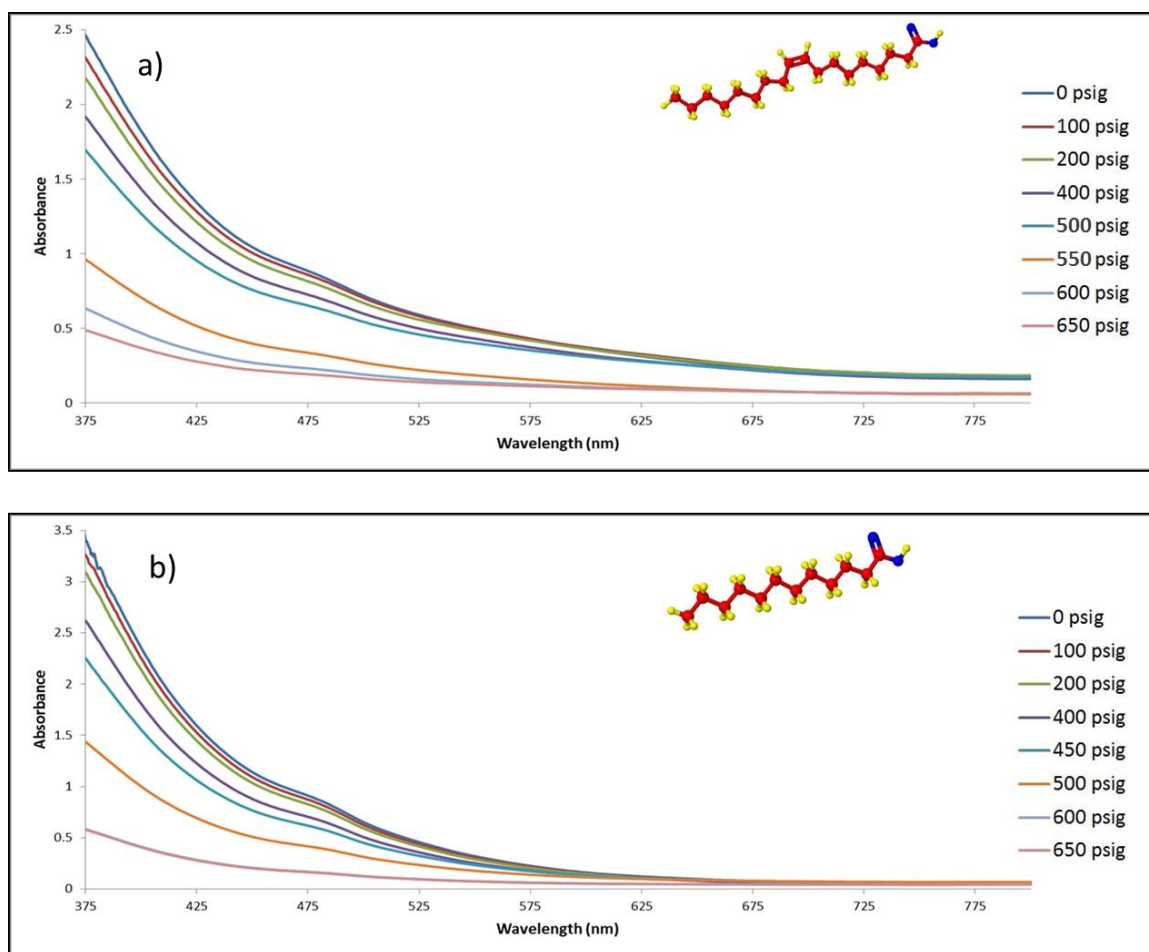 a)
2.5
2
1.5
1
0.5
0
Absorbance
375 425 475 525 575 625 675 725 775
Wavelength (nm)
0 psig
100 psig
200 psig
400 psig
500 psig
550 psig
600 psig
650 psig
b)
3.5
3
2.5
2
1.5
1
0.5
0
Absorbance
375 425 475 525 575 625 675 725 775
Wavelength (nm)
0 psig
100 psig
200 psig
400 psig
450 psig
500 psig
600 psig
650 psig